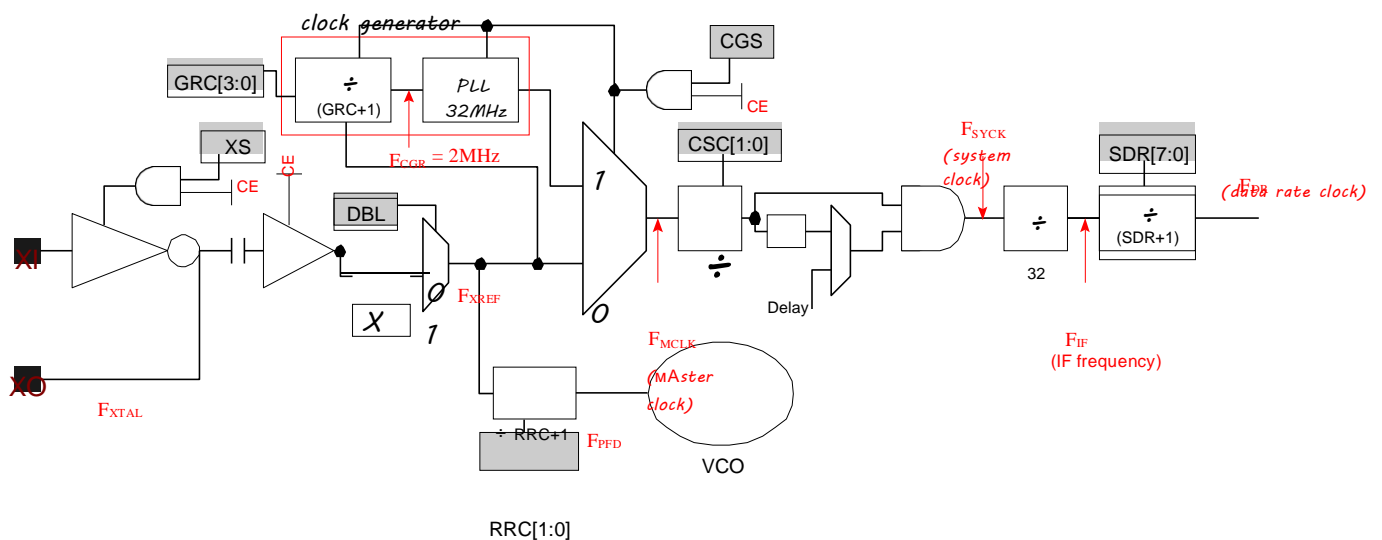 clock generator
CGS
GRC[3:0]
÷
(GRC+1)
PLL
32MHz
CE
XS
CE
CE
FCGR = 2MHz
CSC[1:0]
FSYCK
(system
clock)
SDR[7:0]
FDR
(data rate clock)
DBL
1
÷
÷
(SDR+1)
XI
÷
32
0
FXREF
X
1
0
Delay
FMCLK
(mAster
clock)
FIF
(IF frequency)
XO
FXTAL
÷ RRC+1
FPFD
VCO
RRC[1:0]